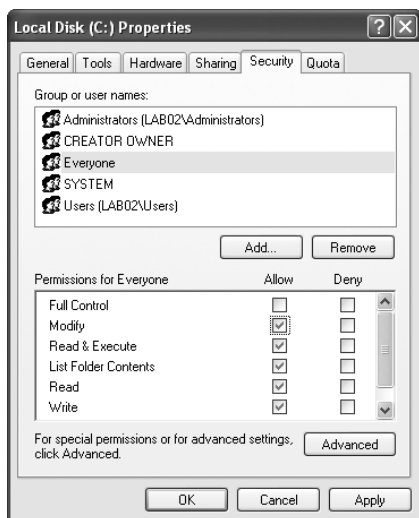 Local Disk (C:) Properties
General Tools Hardware Sharing Security Quota
Group or user names:
Administrators (LAB02\Administrators)
CREATOR OWNER
Everyone
SYSTEM
Users (LAB02\Users)
Add... Remove
Permissions for Everyone Allow Deny
Full Control
Modify
Read & Execute
List Folder Contents
Read
Write
For special permissions or for advanced settings,
click Advanced. Advanced
OK Cancel Apply